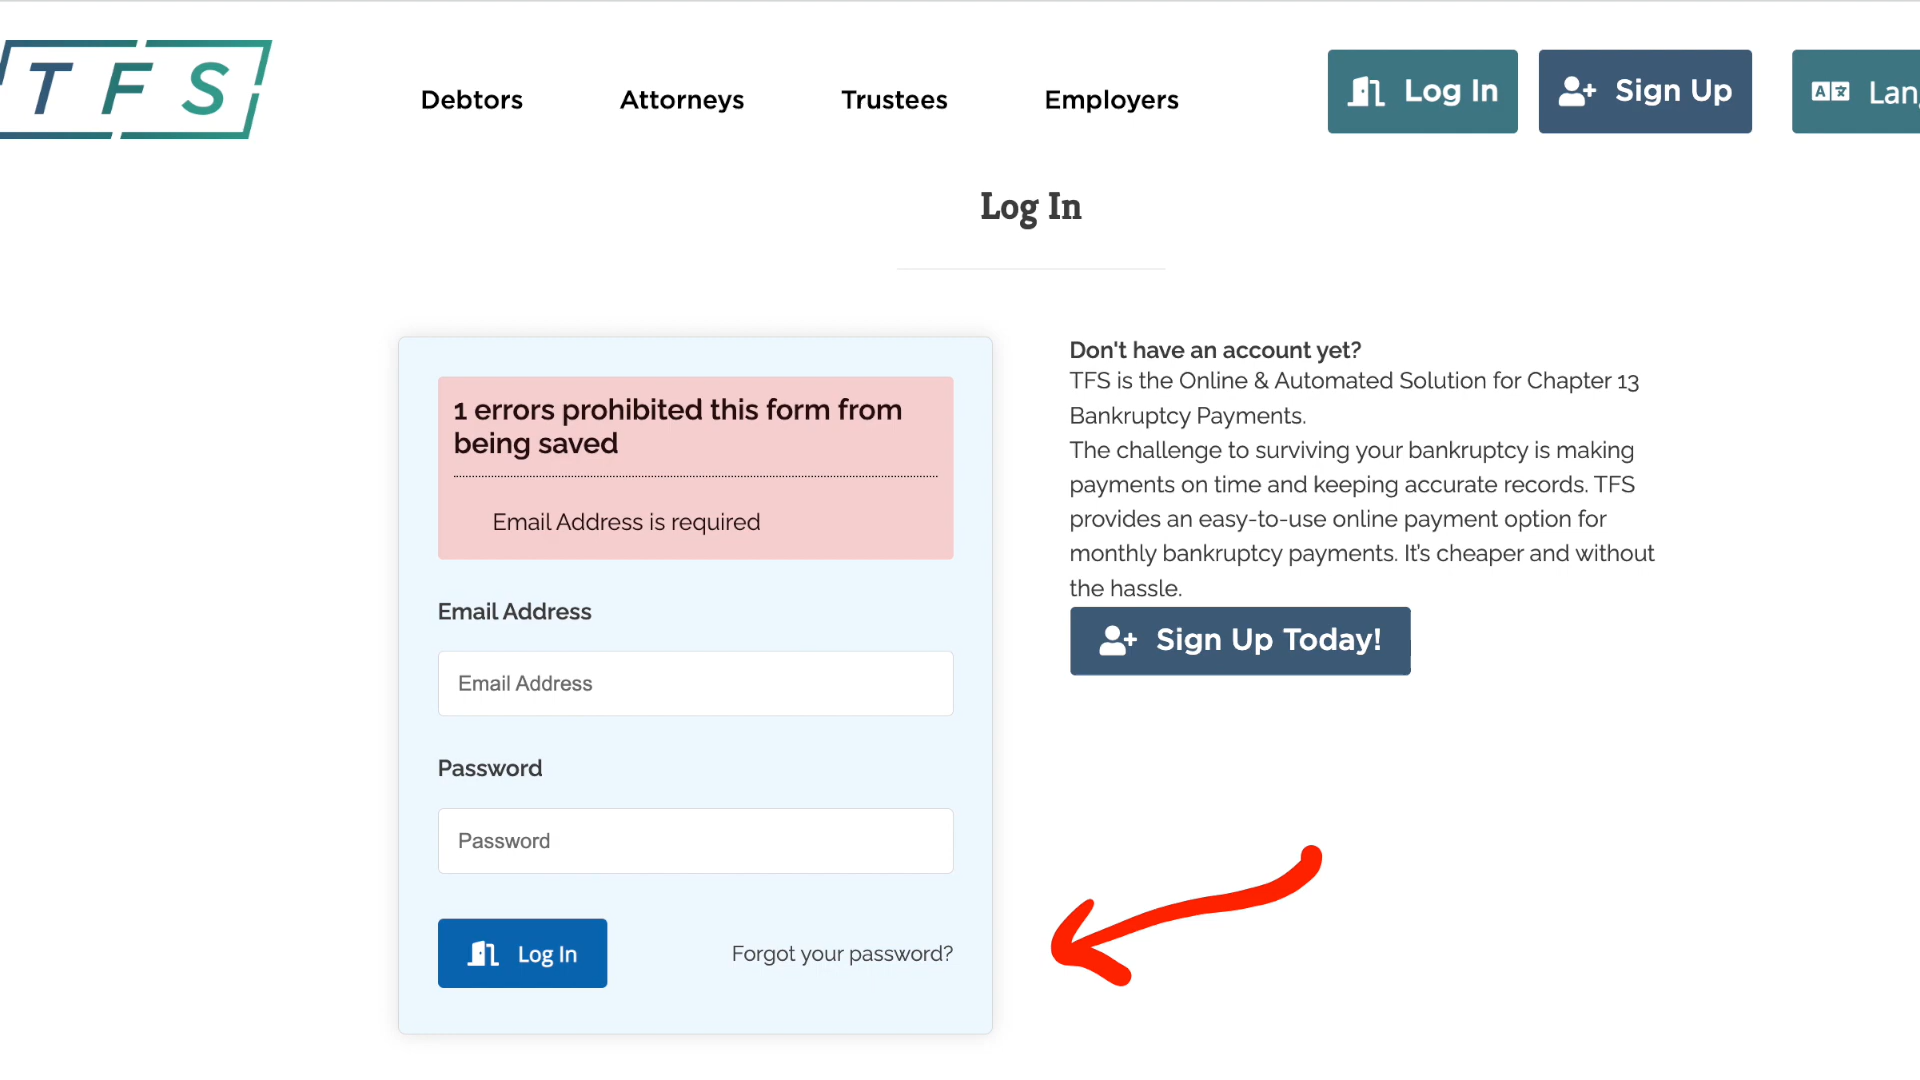 TFS
Debtors
Attorneys
Trustees
Employers
Log In
Sign Up
Log In
1 errors prohibited this form from
being saved
Email Address is required
Email Address
Email Address
Password
Password
Log In
Forgot your password?
Don't have an account yet?
TFS is the Online & Automated Solution for Chapter 13
Bankruptcy Payments.
The challenge to surviving your bankruptcy is making
payments on time and keeping accurate records. TFS
provides an easy-to-use online payment option for
monthly bankruptcy payments. It's cheaper and without
the hassle.
Sign Up Today!